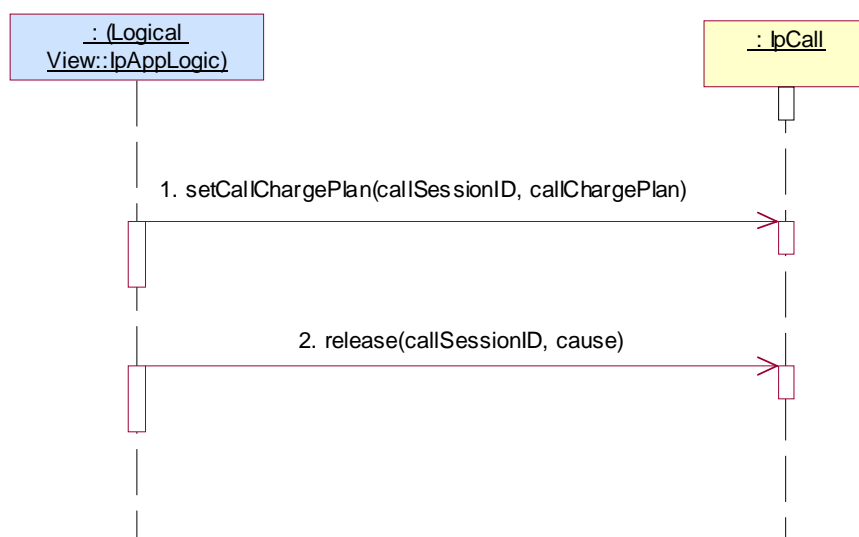 : (Logical
View::IpAppLogic)
: IpCall
1. setCallChargePlan(callSessionID, callChargePlan)
2. release(callSessionID, cause)